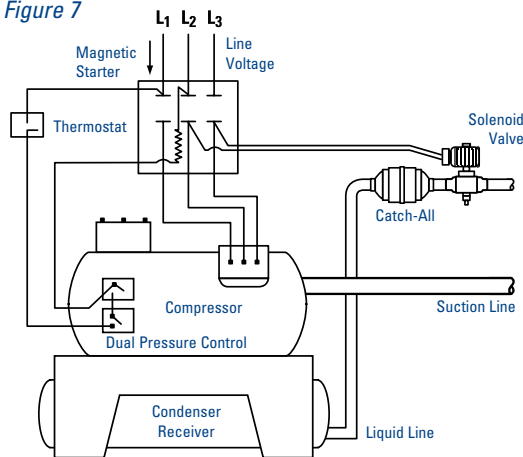 Figure 7
L1 L2 L3
Magnetic
Starter
Line
Voltage
Thermostat
Solenoid
Valve
Catch-All
Compressor
Suction Line
Dual Pressure Control
Condenser
Receiver
Liquid Line